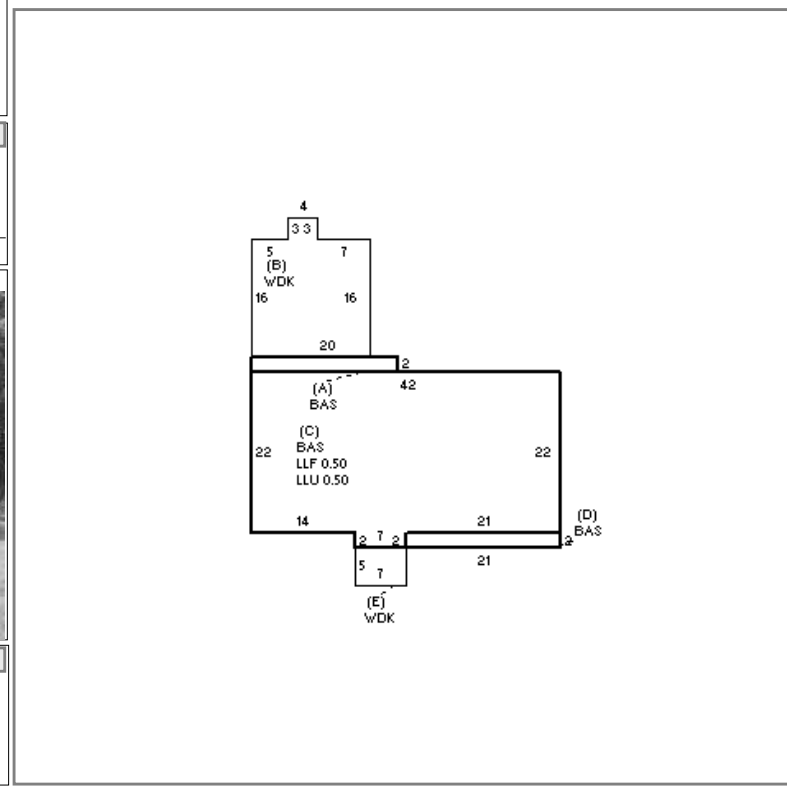 4
3 3
5 7
(B)
WDK
16 16
20
2
42
(A)
BAS
(C)
BAS
LLF 0.50
LLU 0.50
22 22
14 21
(D)
BAS
2 7 2
2
21
5
7
(E)
WDK